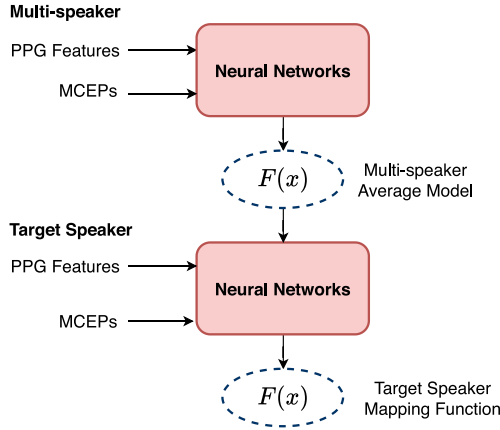 Multi-speaker
PPG Features
MCEPs
Neural Networks
F(x)
Multi-speaker
Average Model
Target Speaker
PPG Features
MCEPs
Neural Networks
F(x)
Target Speaker
Mapping Function